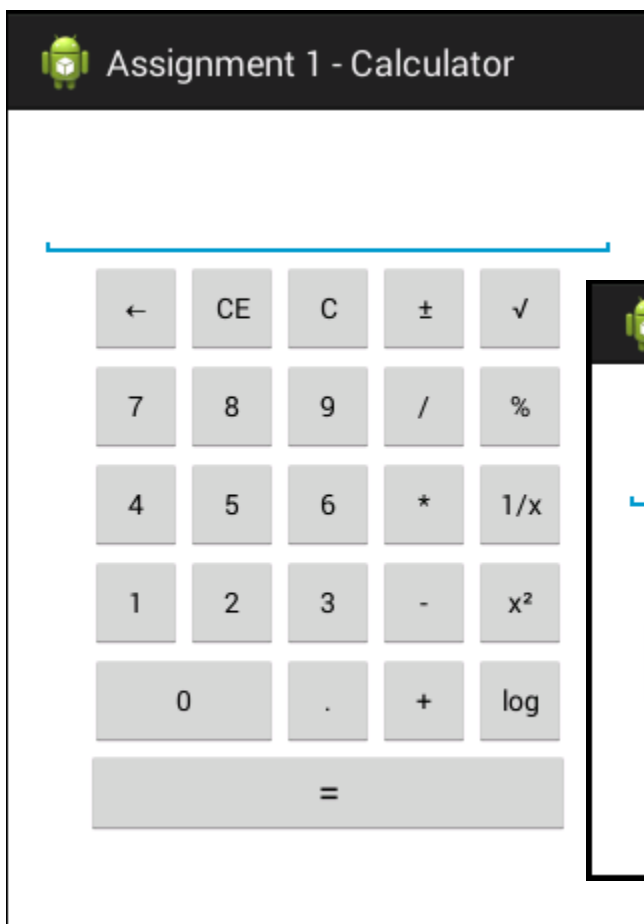 Assignment 1 - Calculator
← CE C ± √
7 8 9 / %
4 5 6 * 1/x
1 2 3 - x²
0 . + log
=